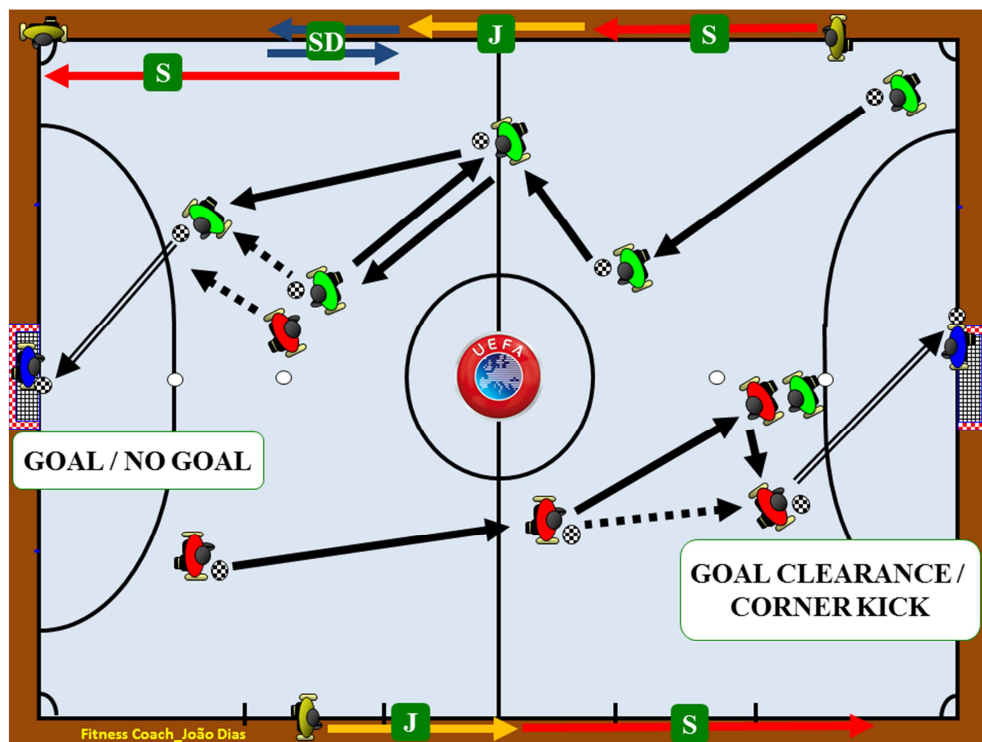 J
S
SD
S
UEFA
GOAL / NO GOAL
GOAL CLEARANCE /
CORNER KICK
J
S
Fitness Coach_João Dias